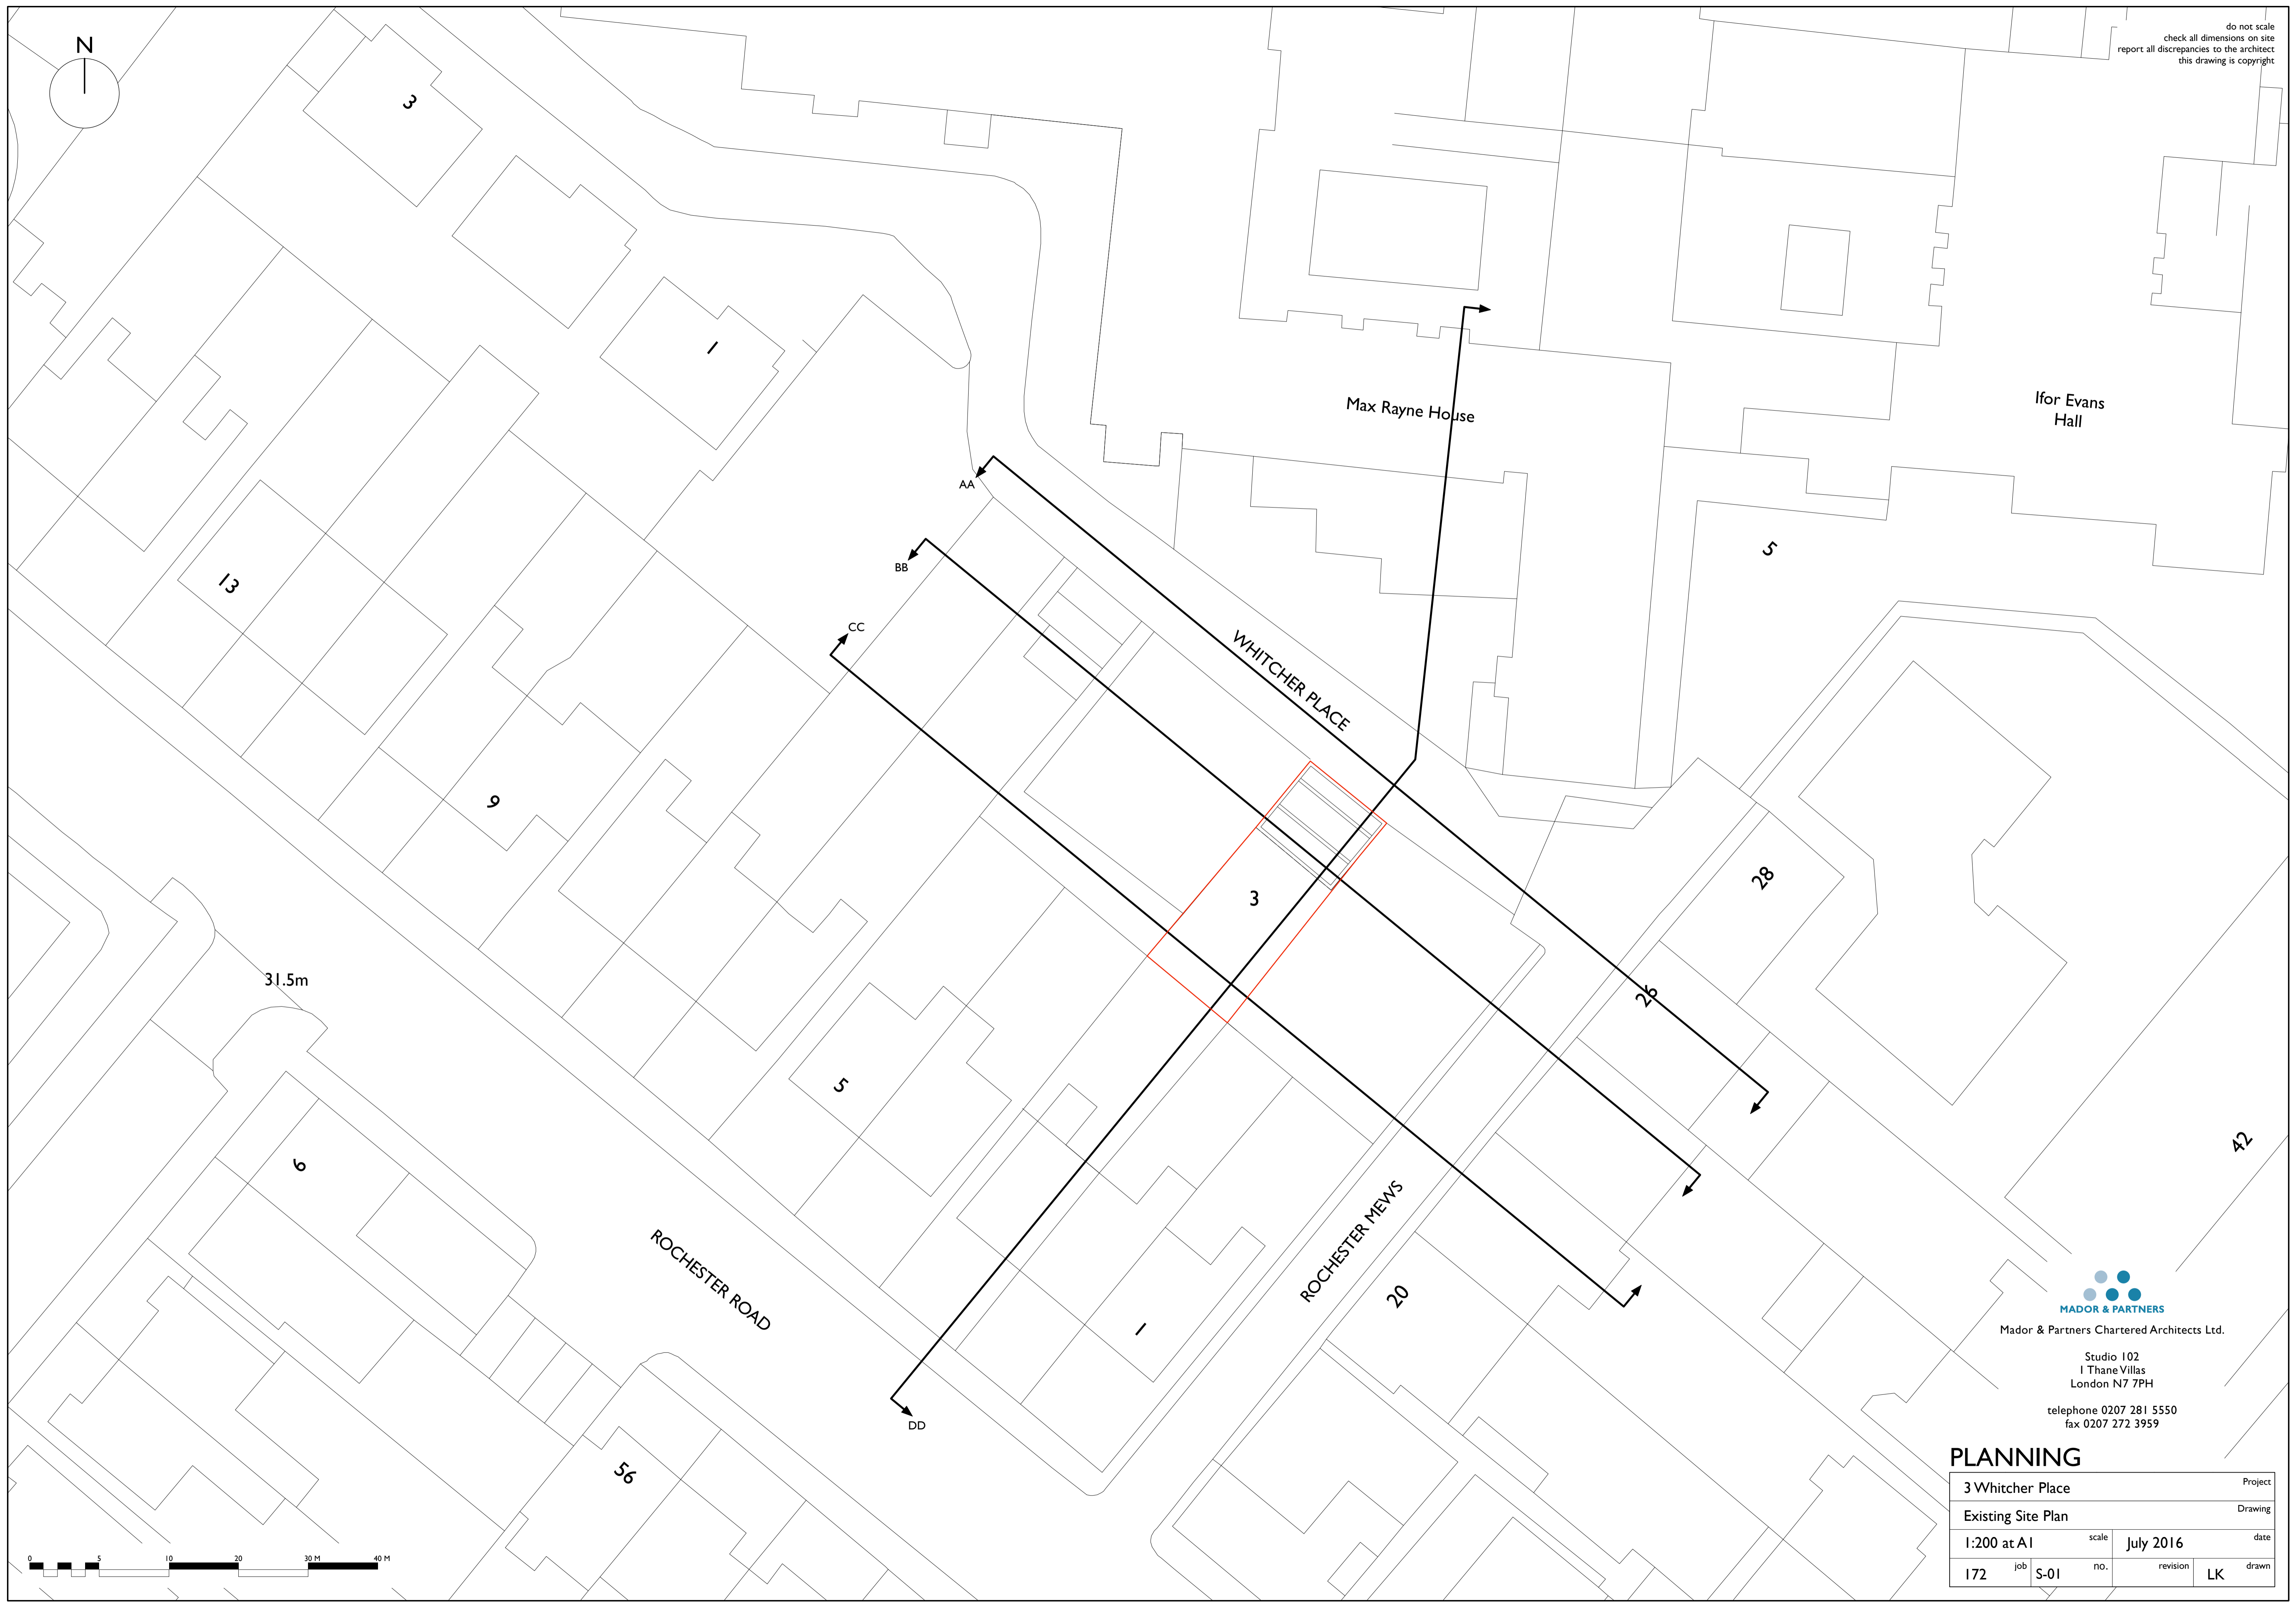 N
do not scale
check all dimensions on site
report all discrepancies to the architect
this drawing is copyright
3
1
Max Rayne House
Ifor Evans
Hall
AA
BB
CC
5
13
WHITCHER PLACE
9
28
3
26
31.5m
5
42
6
ROCHESTER MEWS
ROCHESTER ROAD
20
1
DD
56
MADOR & PARTNERS
Mador & Partners Chartered Architects Ltd.
Studio 102
1 Thane Villas
London N7 7PH
telephone 0207 281 5550
fax 0207 272 3959
PLANNING
3 Whitcher Place Project
Existing Site Plan Drawing
1:200 at A1 scale July 2016 date
172 job S-01 no. revision LK drawn
0 5 10 20 30 M 40 M